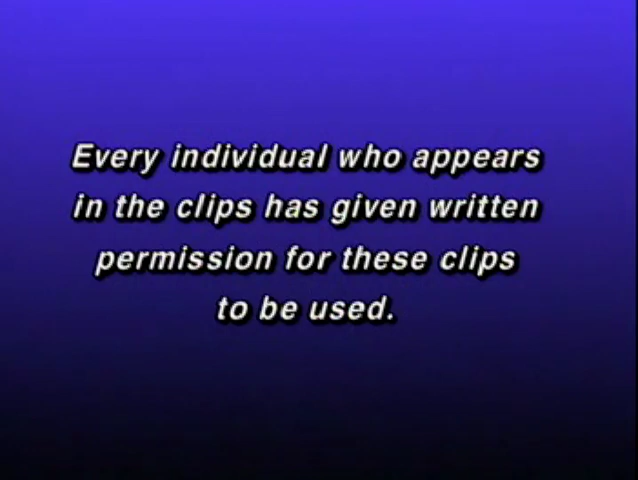 Every individual who appears
in the clips has given written
permission for these clips
to be used.